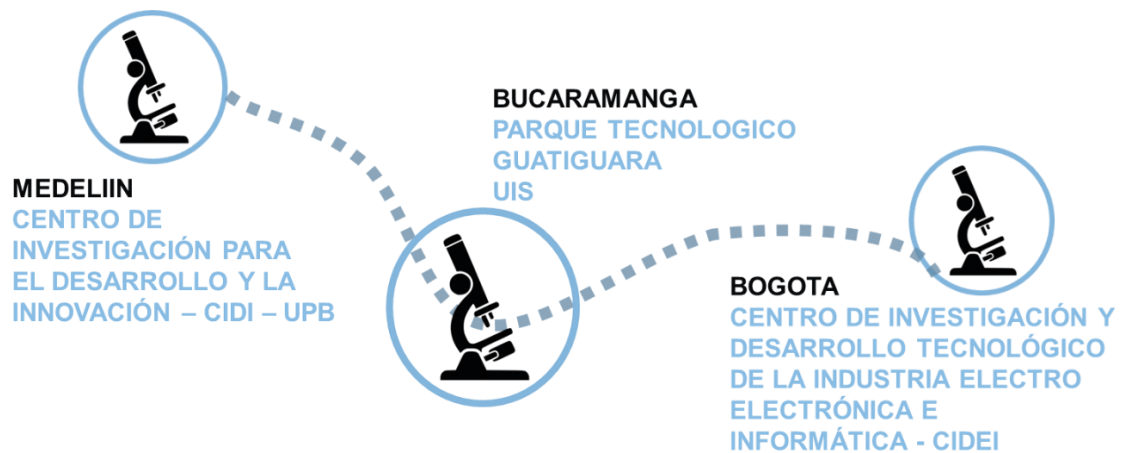 MEDELIIN
CENTRO DE
INVESTIGACIÓN PARA
EL DESARROLLO Y LA
INNOVACIÓN – CIDI – UPB
BUCARAMANGA
PARQUE TECNOLOGICO
GUATIGUARA
UIS
BOGOTA
CENTRO DE INVESTIGACIÓN Y
DESARROLLO TECNOLÓGICO
DE LA INDUSTRIA ELECTRO
ELECTRÓNICA E
INFORMÁTICA - CIDEI